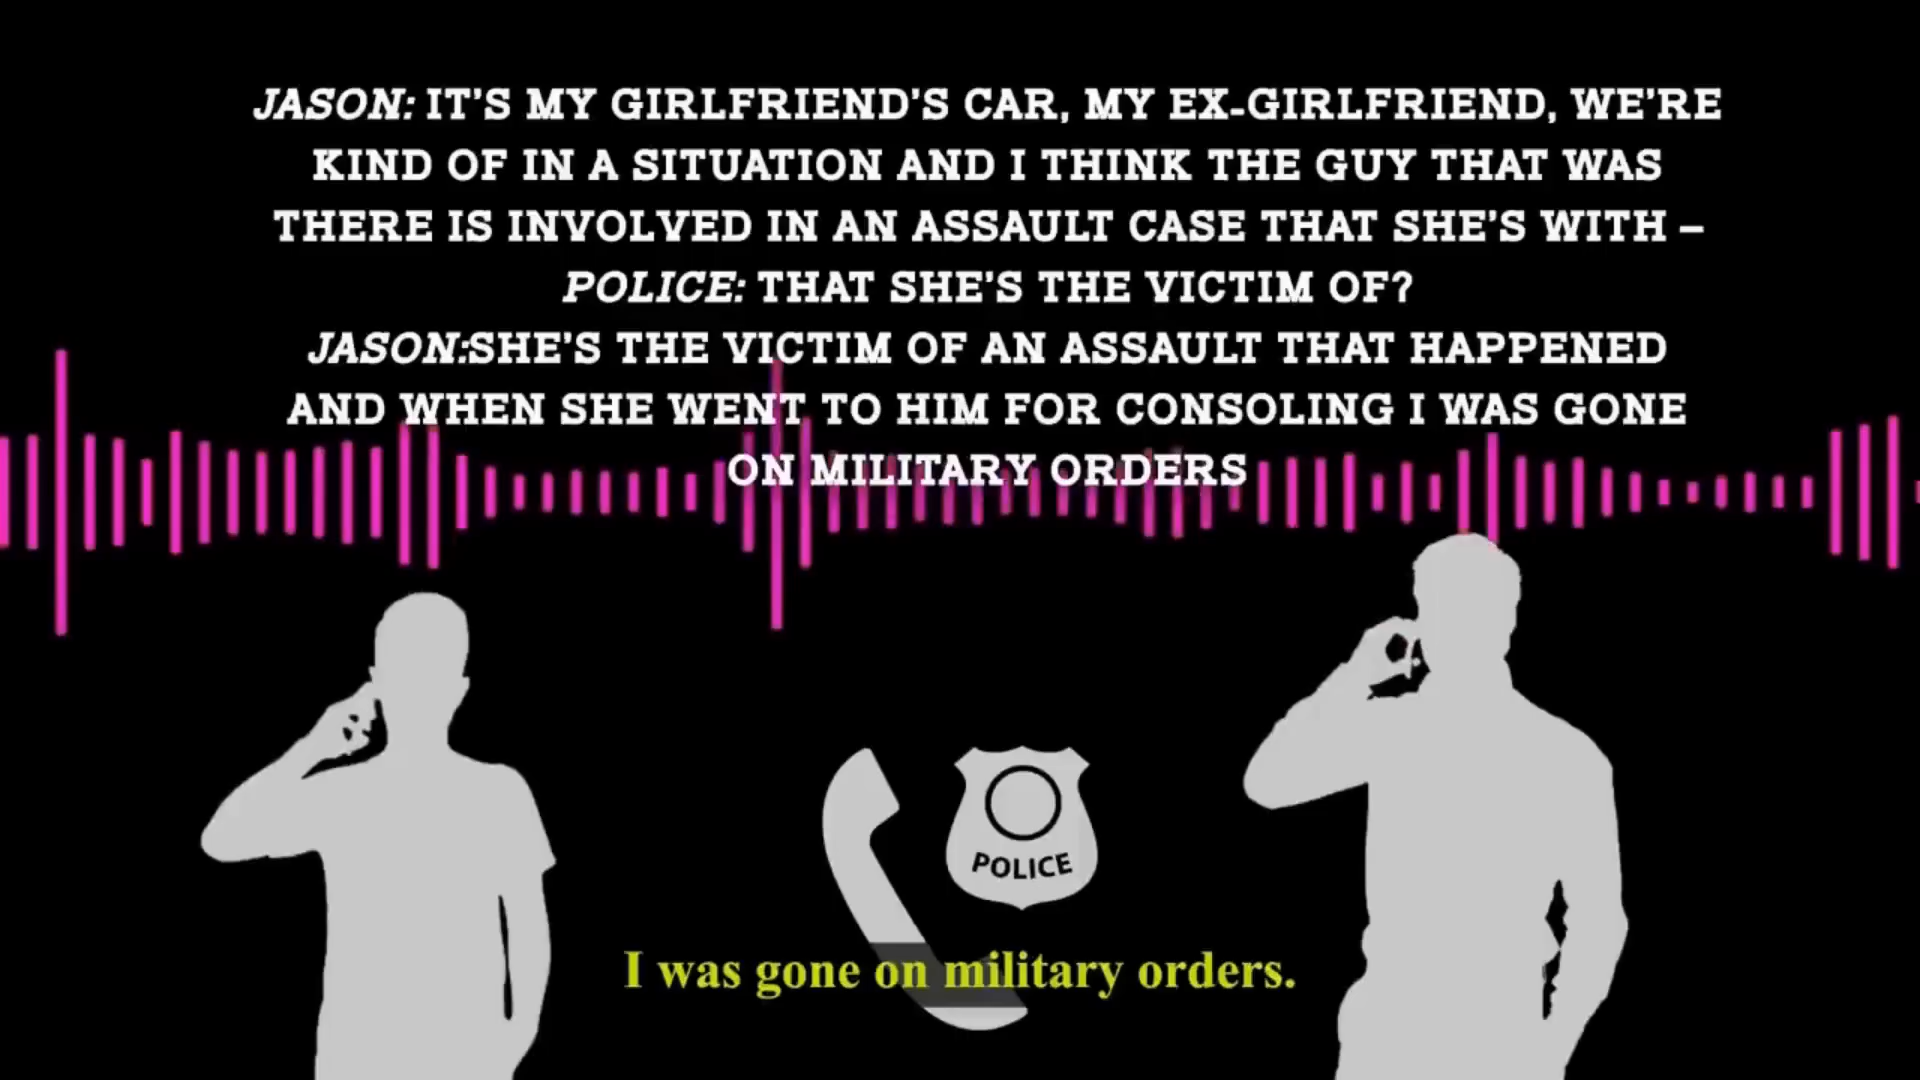 JASON: IT'S MY GIRLFRIEND'S CAR, MY EX-GIRLFRIEND, WE'RE
KIND OF IN A SITUATION AND I THINK THE GUY THAT WAS
THERE IS INVOLVED IN AN ASSAULT CASE THAT SHE'S WITH –
POLICE: THAT SHE'S THE VICTIM OF?
JASON:SHE'S THE VICTIM OF AN ASSAULT THAT HAPPENED
AND WHEN SHE WENT TO HIM FOR CONSOLING I WAS GONE
ON MILITARY ORDERS
POLICE
I was gone on military orders.